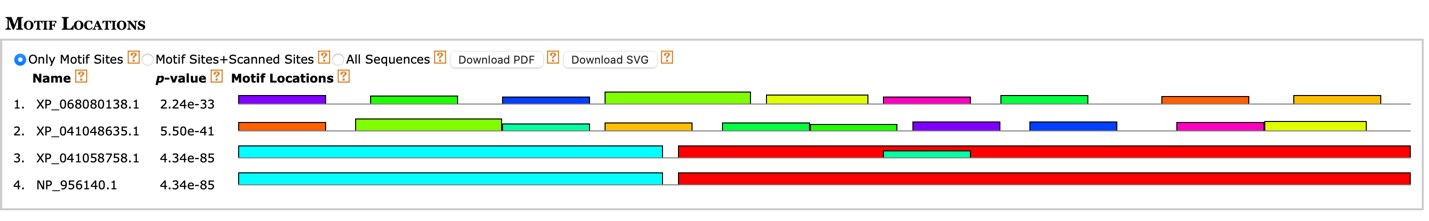 MOTIF LOCATIONS
Only Motif Sites ? Motif Sites+Scanned Sites ? All Sequences ? Download PDF ? Download SVG ?
Name ? p-value ? Motif Locations ?
1. XP_068080138.1 2.24e-33
2. XP_041048635.1 5.50e-41
3. XP_041058758.1 4.34e-85
4. NP_956140.1 4.34e-85